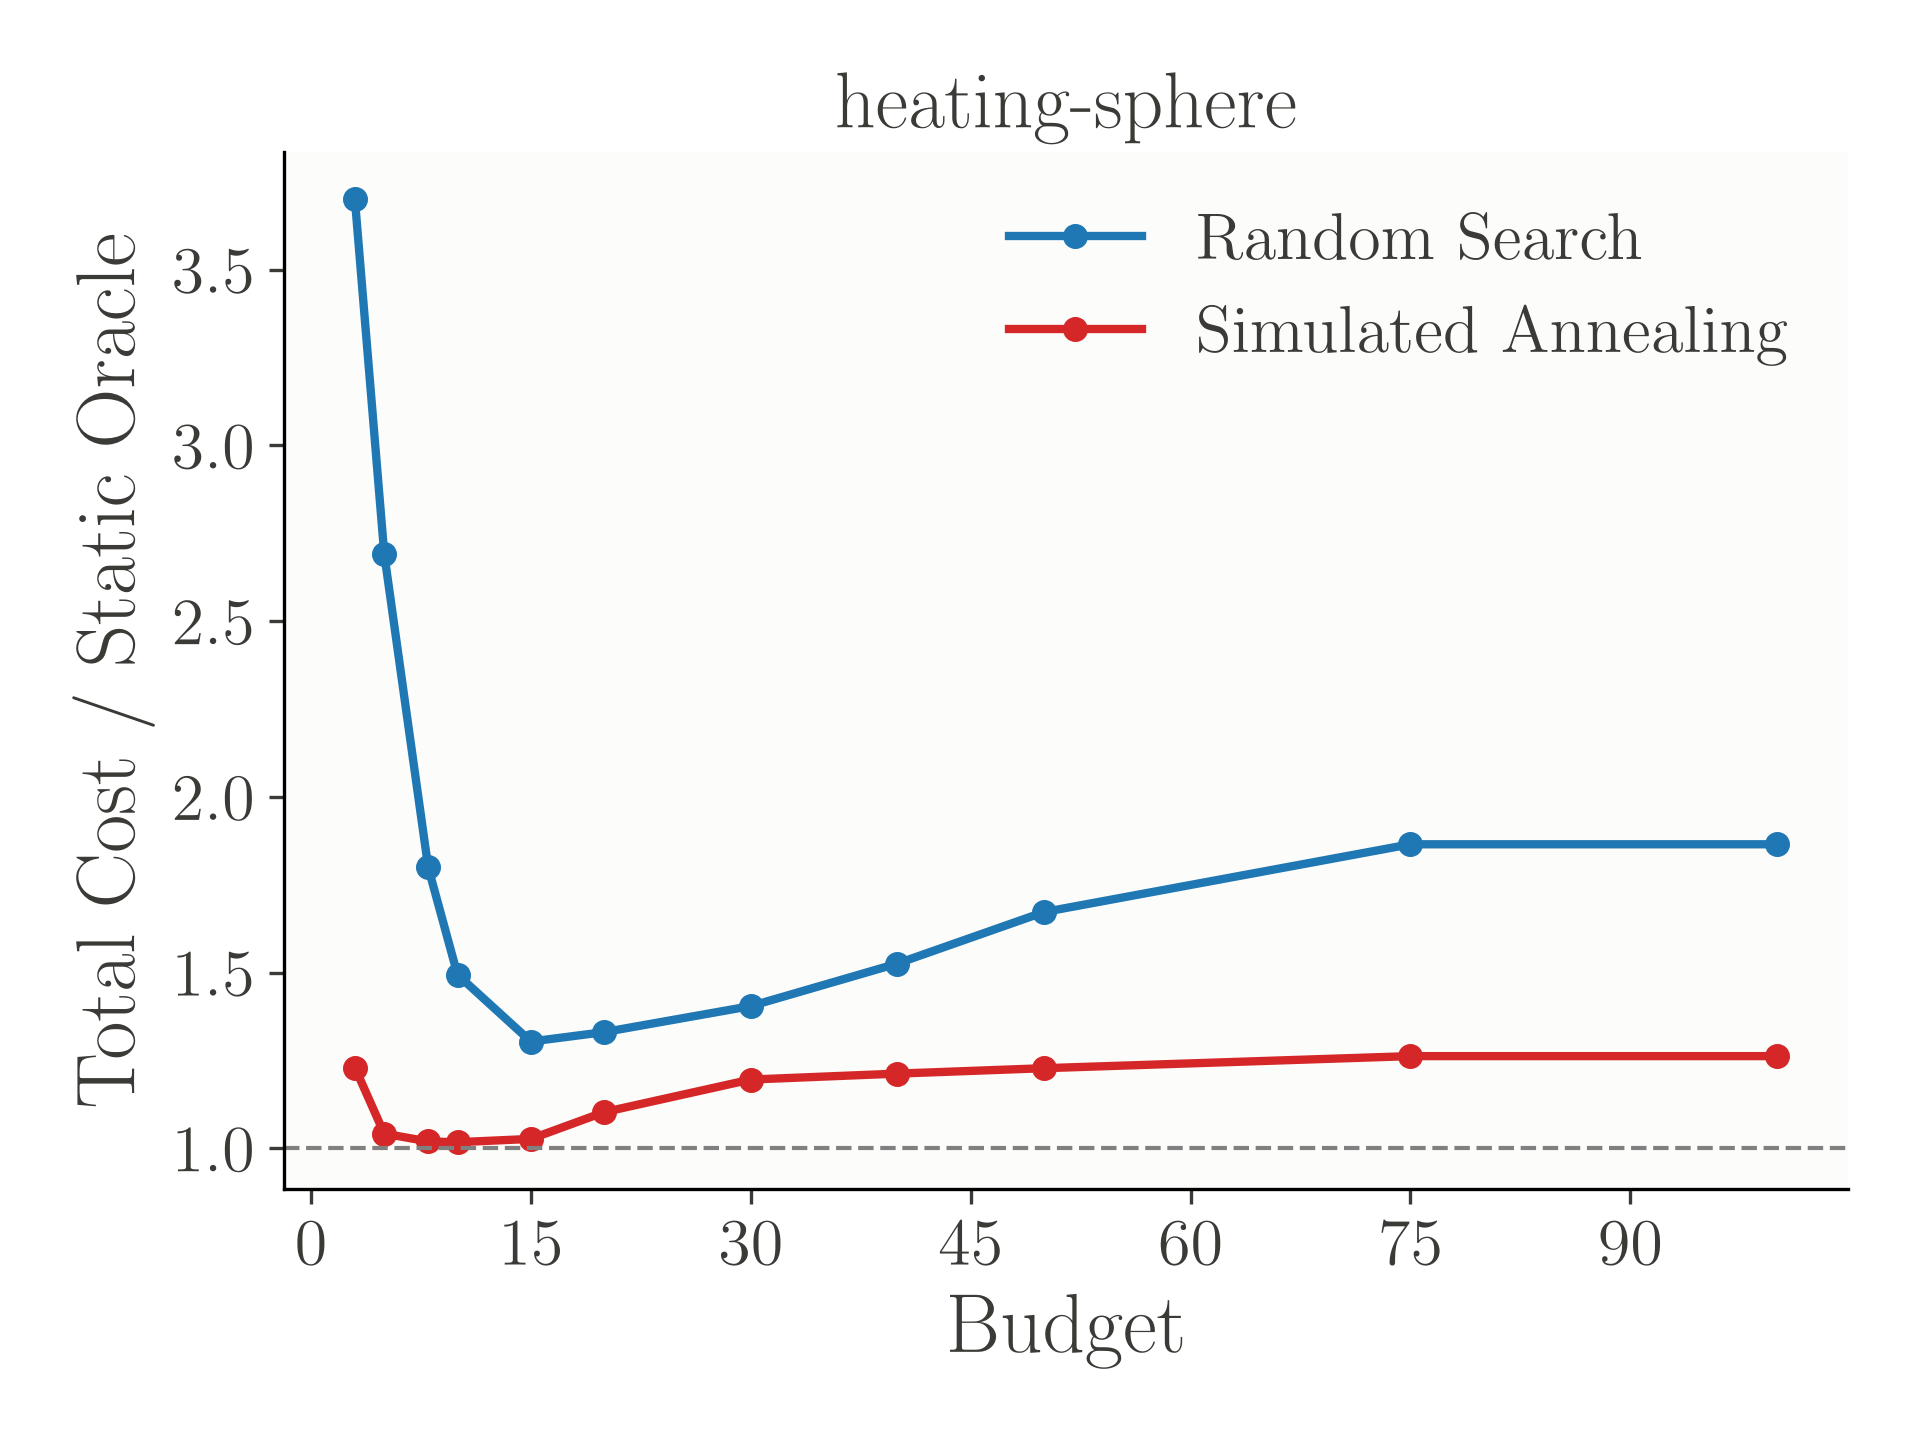 heating-sphere
Random Search
Simulated Annealing
Total Cost / Static Oracle
3.5
3.0
2.5
2.0
1.5
1.0
0 15 30 45 60 75 90
Budget